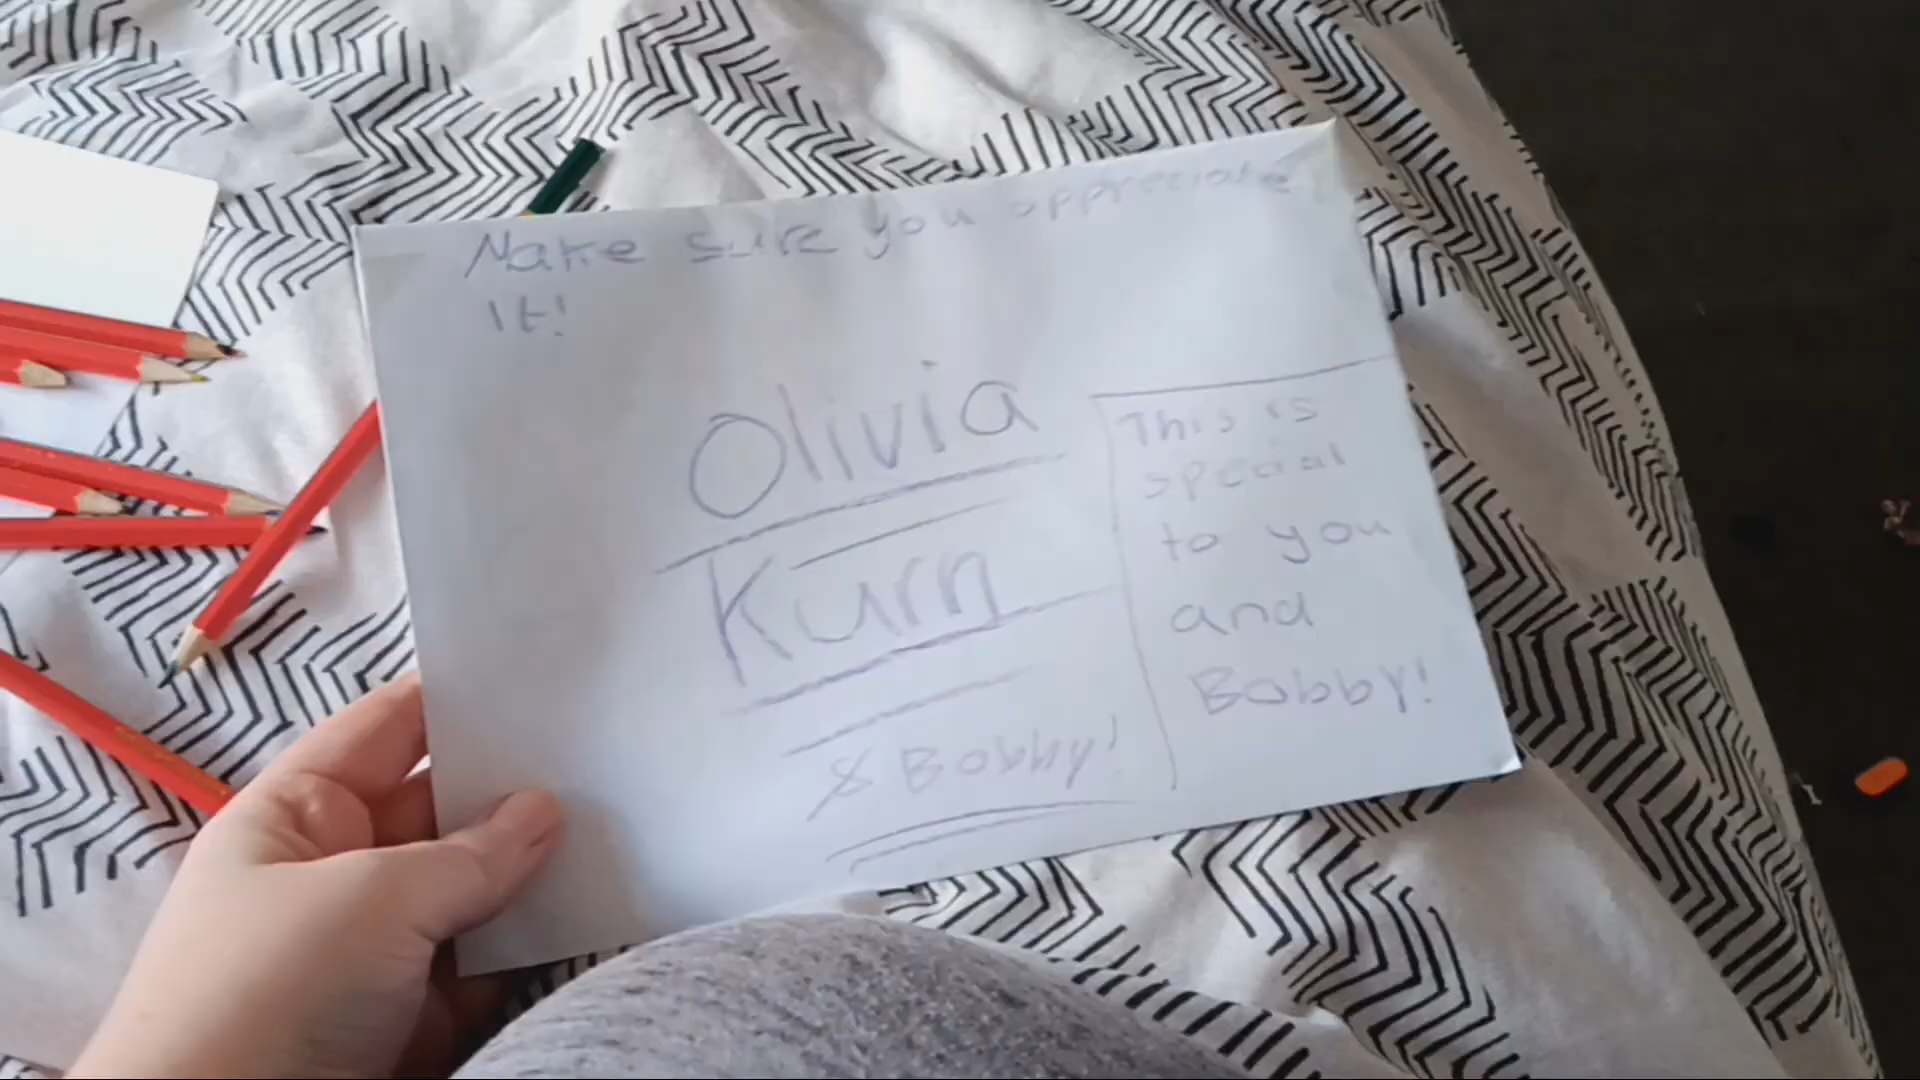 Make sure you appreciate
It!
Olivia
Kurn
& Bobby!
This is
special
to you
and
Bobby!